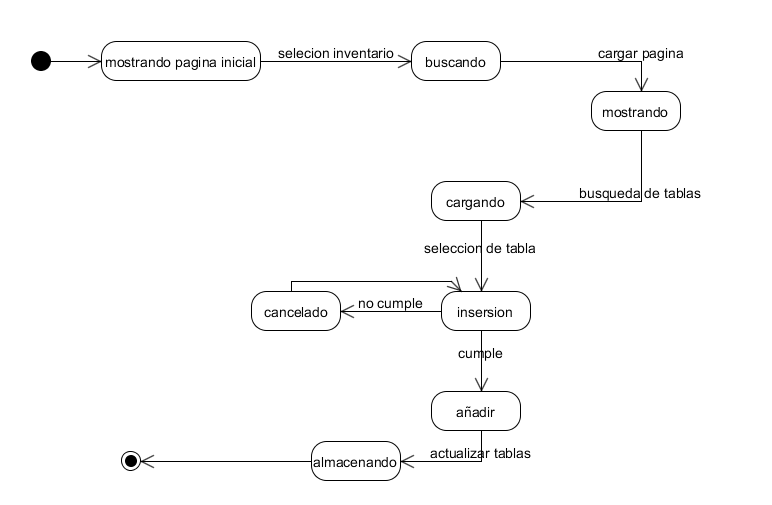 mostrando pagina inicial
selecion inventario
buscando
cargar pagina
mostrando
busqueda de tablas
cargando
seleccion de tabla
cancelado
no cumple
insersion
cumple
añadir
actualizar tablas
almacenando